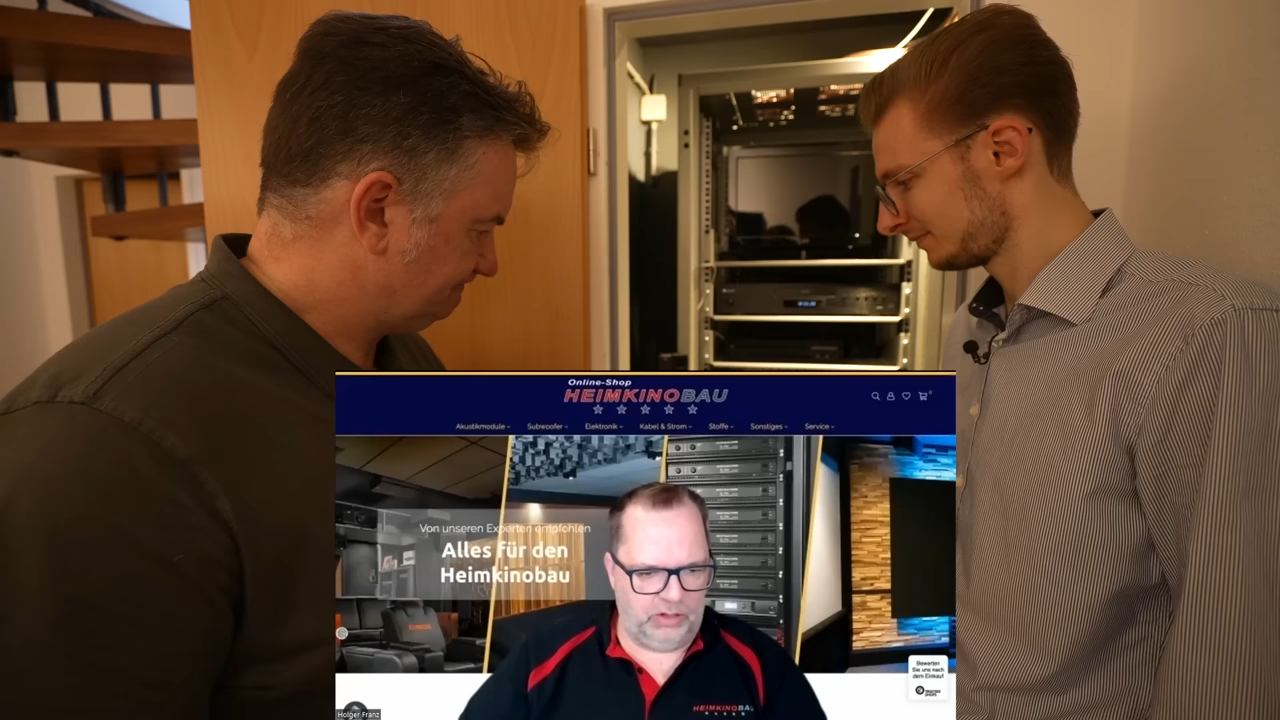 Online-Shop
HEIMKINOBAU
Akustikmodule
Subwoofer
Elektronik
Kabel & Strom
Stoffe
Sonstiges
Service
Von unseren Experten empfohlen
Alles für den
Heimkinobau
Bewerten
Sie uns nach
dem Einkauf
HEIMKINOBAU
Holger Franz